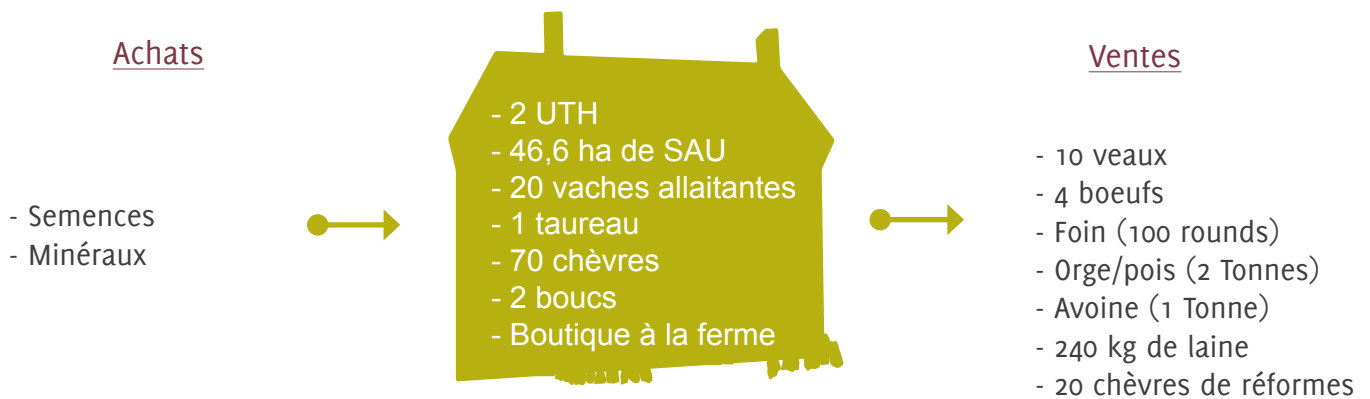 Achats
- Semences
- Minéraux
- 2 UTH
- 46,6 ha de SAU
- 20 vaches allaitantes
- 1 taureau
- 70 chèvres
- 2 boucs
- Boutique à la ferme
Ventes
- 10 veaux
- 4 boeufs
- Foin (100 rounds)
- Orge/pois (2 Tonnes)
- Avoine (1 Tonne)
- 240 kg de laine
- 20 chèvres de réformes